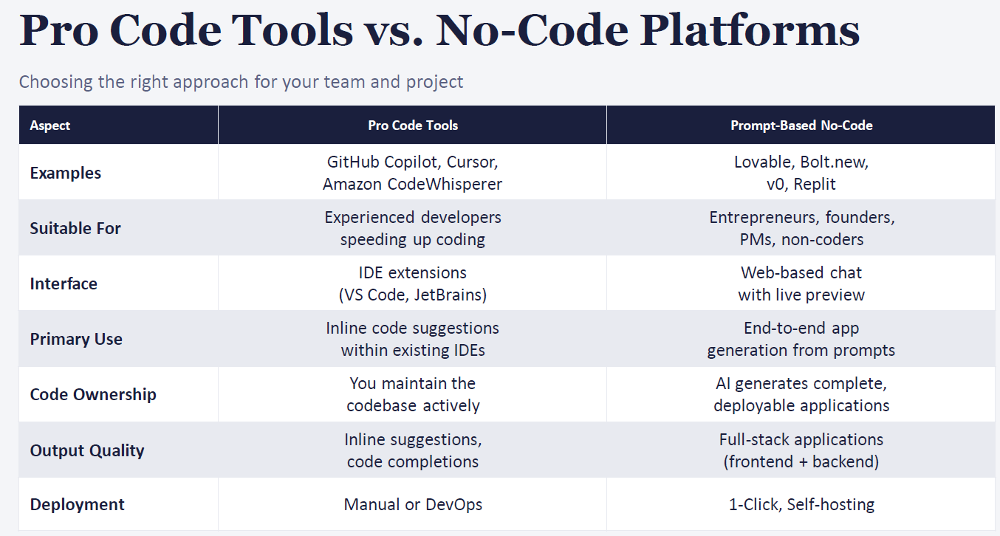 Pro Code Tools vs. No-Code Platforms
Choosing the right approach for your team and project
Aspect
Pro Code Tools
Prompt-Based No-Code
Examples
GitHub Copilot, Cursor,
Amazon CodeWhisperer
Lovable, Bolt.new,
v0, Replit
Suitable For
Experienced developers
speeding up coding
Entrepreneurs, founders,
PMs, non-coders
Interface
IDE extensions
(VS Code, JetBrains)
Web-based chat
with live preview
Primary Use
Inline code suggestions
within existing IDEs
End-to-end app
generation from prompts
Code Ownership
You maintain the
codebase actively
AI generates complete,
deployable applications
Output Quality
Inline suggestions,
code completions
Full-stack applications
(frontend + backend)
Deployment
Manual or DevOps
1-Click, Self-hosting